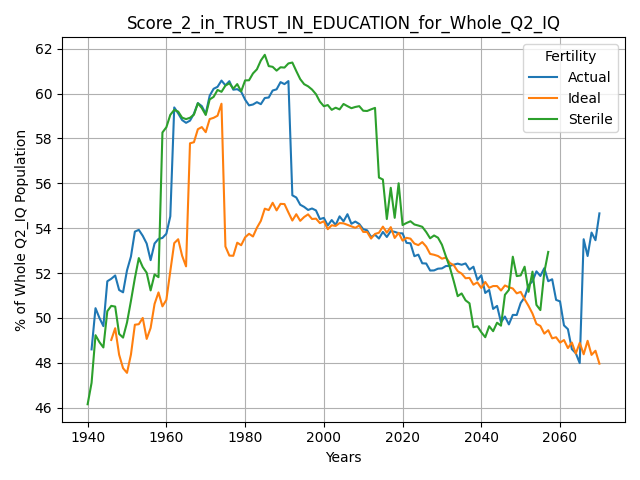 Score_2_in_TRUST_IN_EDUCATION_for_Whole_Q2_IQ
% of Whole Q2_IQ Population
62
60
58
56
54
52
50
48
46
Fertility
Actual
Ideal
Sterile
1940
1960
1980
2000
2020
2040
2060
Years